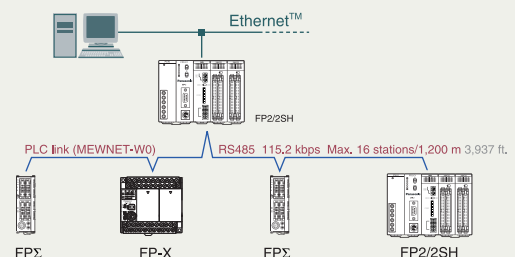 Ethernet™
FP2/2SH
PLC link (MEWNET-W0) RS485 115.2 kbps Max. 16 stations/1,200 m 3,937 ft.
FPΣ FP-X FPΣ FP2/2SH